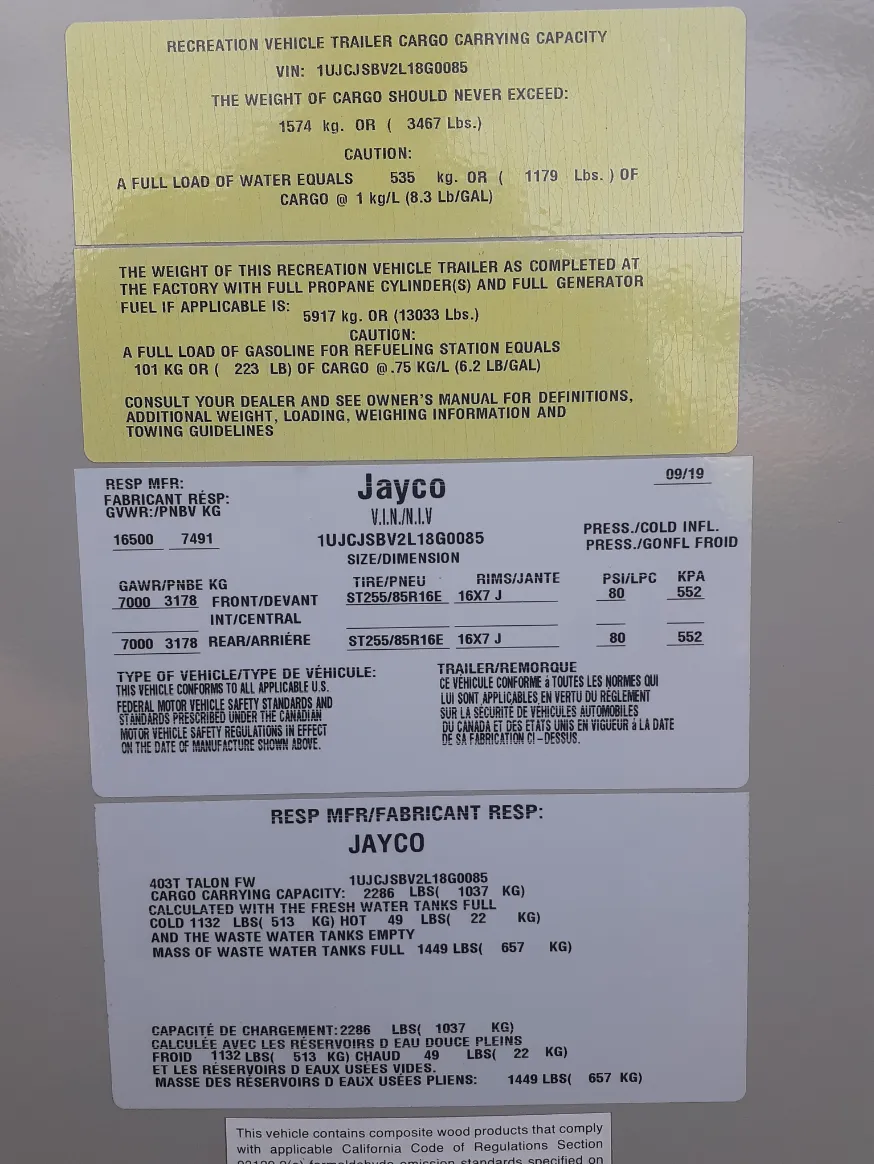 RECREATION VEHICLE TRAILER CARGO CARRYING CAPACITY
VIN: 1UJCJSBV2L18G0085
THE WEIGHT OF CARGO SHOULD NEVER EXCEED:
1574 kg. OR ( 3467 Lbs.)
CAUTION:
A FULL LOAD OF WATER EQUALS 535 kg. OR ( 1179 Lbs. ) OF
CARGO @ 1 kg/L (8.3 Lb/GAL)
THE WEIGHT OF THIS RECREATION VEHICLE TRAILER AS COMPLETED AT
THE FACTORY WITH FULL PROPANE CYLINDER(S) AND FULL GENERATOR
FUEL IF APPLICABLE IS:
5917 kg. OR (13033 Lbs.)
CAUTION:
A FULL LOAD OF GASOLINE FOR REFUELING STATION EQUALS
101 KG OR ( 223 LB) OF CARGO @ .75 KG/L (6.2 LB/GAL)
CONSULT YOUR DEALER AND SEE OWNER'S MANUAL FOR DEFINITIONS,
ADDITIONAL WEIGHT, LOADING, WEIGHING INFORMATION AND
TOWING GUIDELINES
RESP MFR: Jayco 09/19
FABRICANT RÉSP:
GVWR:/PNBV KG V.I.N./N.I.V
16500 7491 1UJCJSBV2L18G0085 PRESS./COLD INFL.
SIZE/DIMENSION PRESS./GONFL FROID
GAWR/PNBE KG TIRE/PNEU RIMS/JANTE PSI/LPC KPA
7000 3178 FRONT/DEVANT ST255/85R16E 16X7 J 80 552
INT/CENTRAL
7000 3178 REAR/ARRIÉRE ST255/85R16E 16X7 J 80 552
TYPE OF VEHICLE/TYPE DE VÉHICULE: TRAILER/REMORQUE
THIS VEHICLE CONFORMS TO ALL APPLICABLE U.S.
FEDERAL MOTOR VEHICLE SAFETY STANDARDS AND
STANDARDS PRESCRIBED UNDER THE CANADIAN
MOTOR VEHICLE SAFETY REGULATIONS IN EFFECT
ON THE DATE OF MANUFACTURE SHOWN ABOVE.
CE VÉHICULE CONFORME à TOUTES LES NORMES QUI
LUI SONT APPLICABLES EN VERTU DU RÉGLEMENT
SUR LA SÉCURITÉ DE VÉHICULES AUTOMOBILES
DU CANADA ET DES ETATS UNIS EN VIGUEUR à LA DATE
DE SA FABRICATION CI-DESSUS.
RESP MFR/FABRICANT RESP:
JAYCO
403T TALON FW 1UJCJSBV2L18G0085
CARGO CARRYING CAPACITY: 2286 LBS( 1037 KG)
CALCULATED WITH THE FRESH WATER TANKS FULL
COLD 1132 LBS( 513 KG) HOT 49 LBS( 22 KG)
AND THE WASTE WATER TANKS EMPTY
MASS OF WASTE WATER TANKS FULL 1449 LBS( 657 KG)
CAPACITÉ DE CHARGEMENT: 2286 LBS( 1037 KG)
CALCULÉE AVEC LES RÉSERVOIRS D EAU DOUCE PLEINS
FROID 1132 LBS( 513 KG) CHAUD 49 LBS( 22 KG)
ET LES RÉSERVOIRS D EAUX USÉES VIDES.
MASSE DES RÉSERVOIRS D EAUX USÉES PLIENS: 1449 LBS( 657 KG)
This vehicle contains composite wood products that comply
with applicable California Code of Regulations Section
formaldehyde emission standards specified on